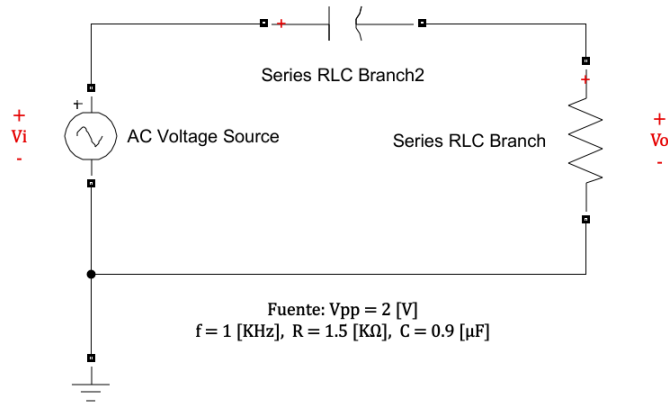 +
Series RLC Branch2
+
+
Vi
-
+
AC Voltage Source
Series RLC Branch
+
+
Vo
-
Fuente: Vpp = 2 [V]
f = 1 [KHz], R = 1.5 [KΩ], C = 0.9 [μF]